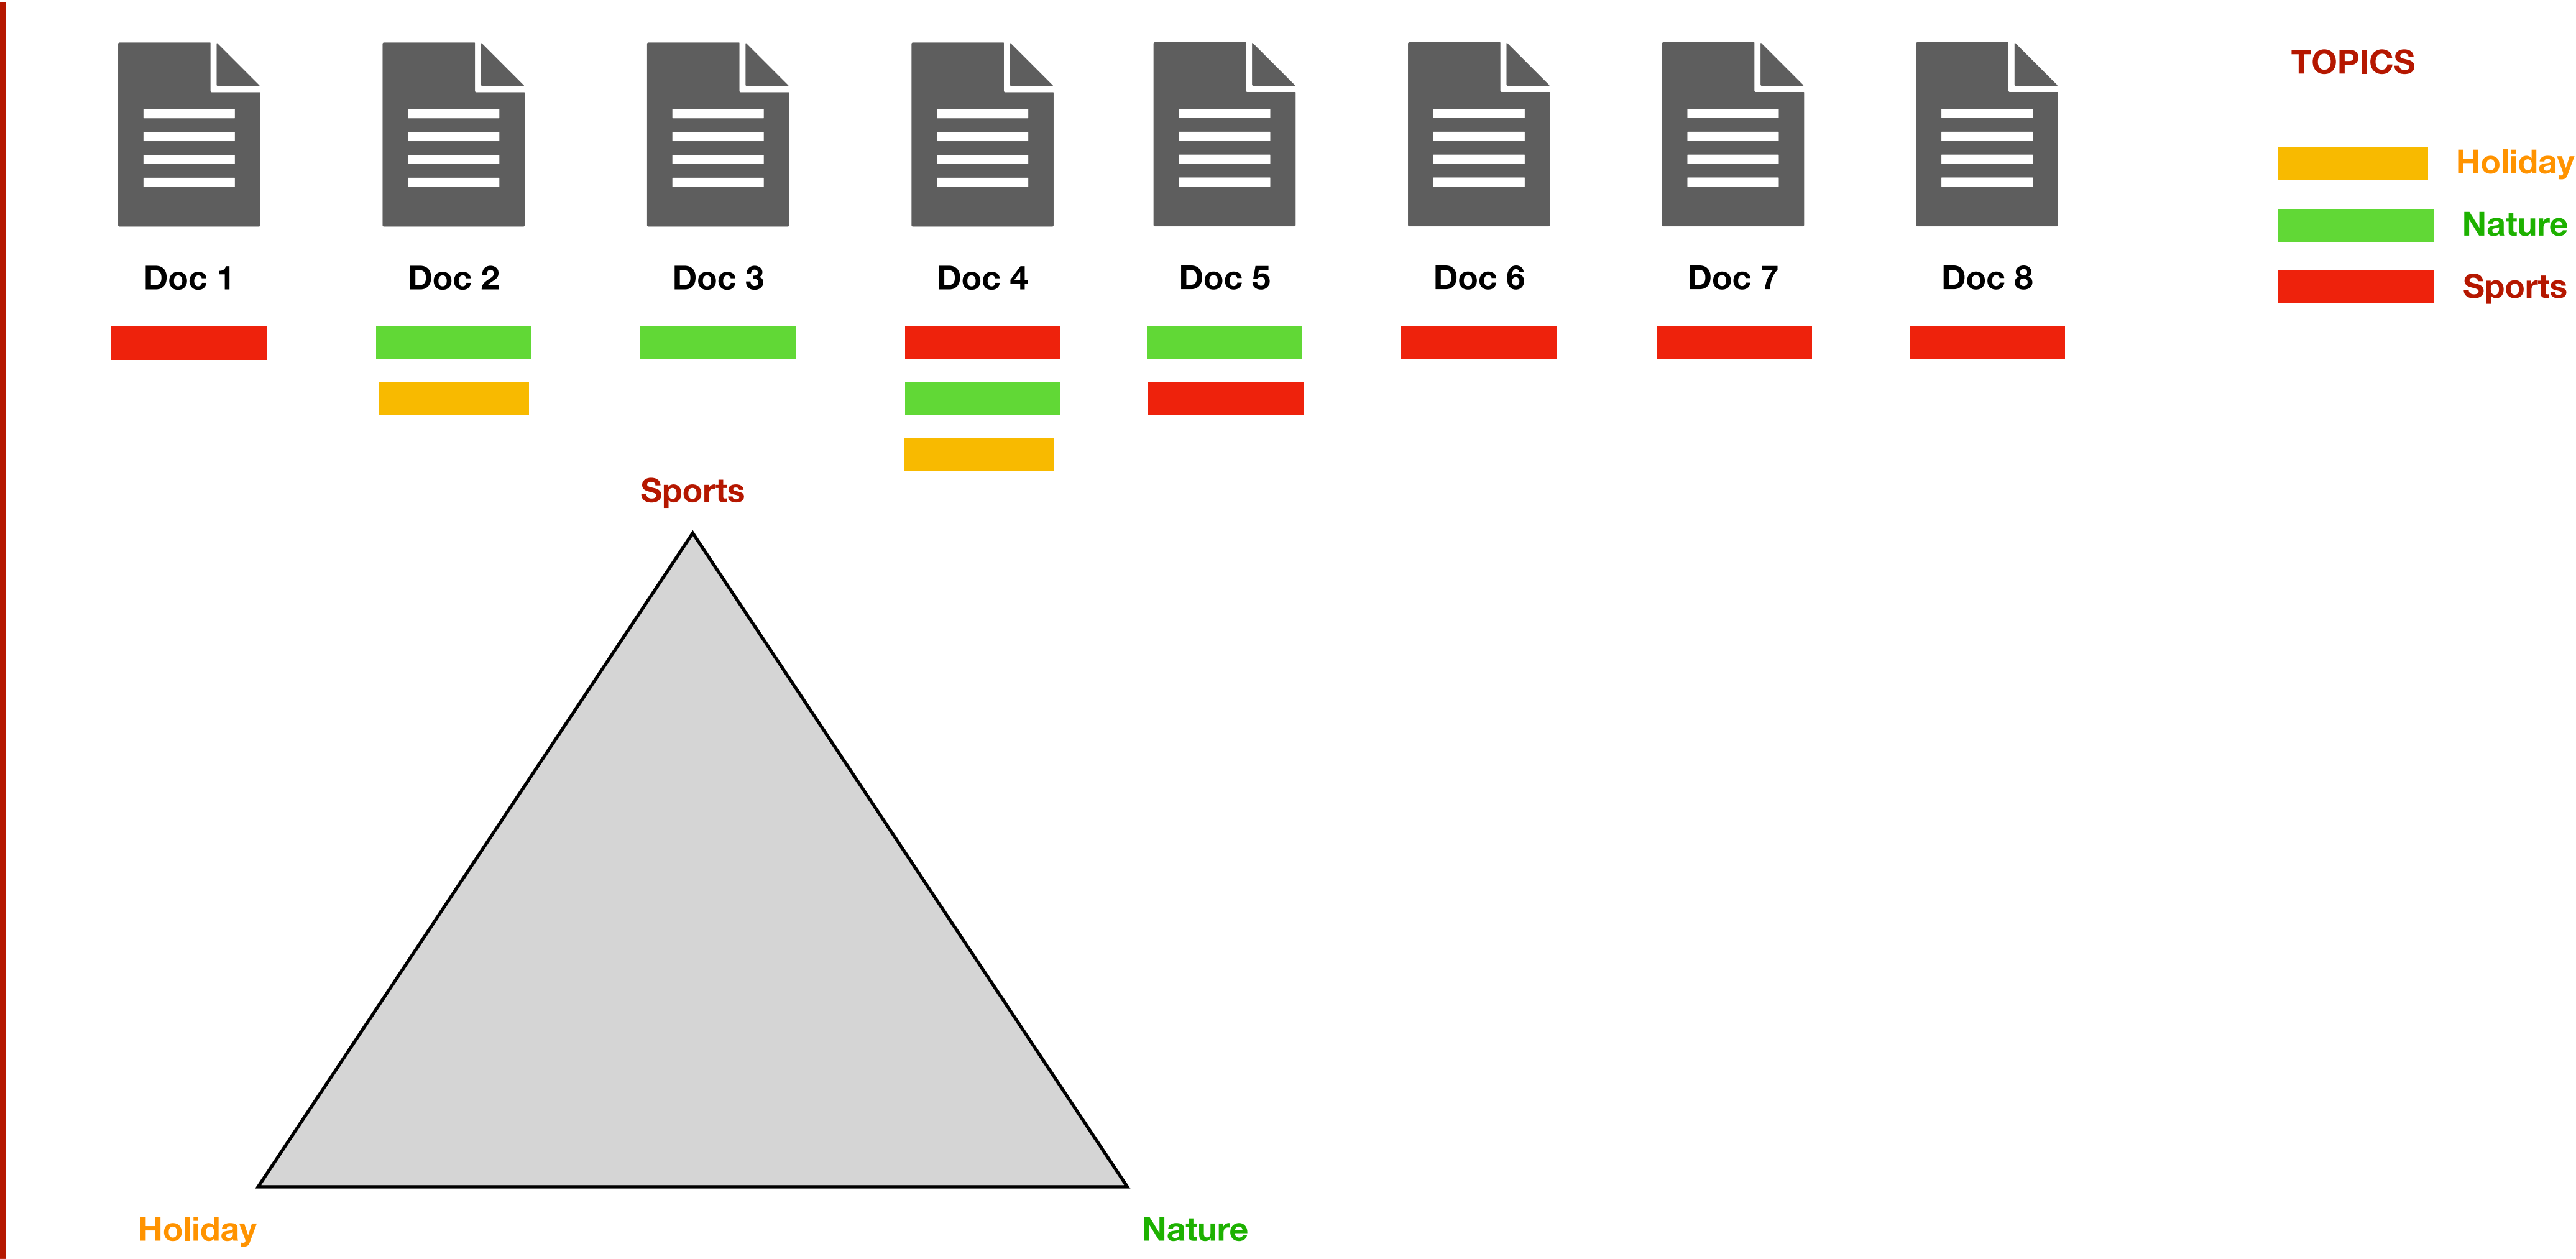 TOPICS
Holiday
Nature
Sports
Doc 1
Doc 2
Doc 3
Doc 4
Doc 5
Doc 6
Doc 7
Doc 8
Sports
Holiday
Nature